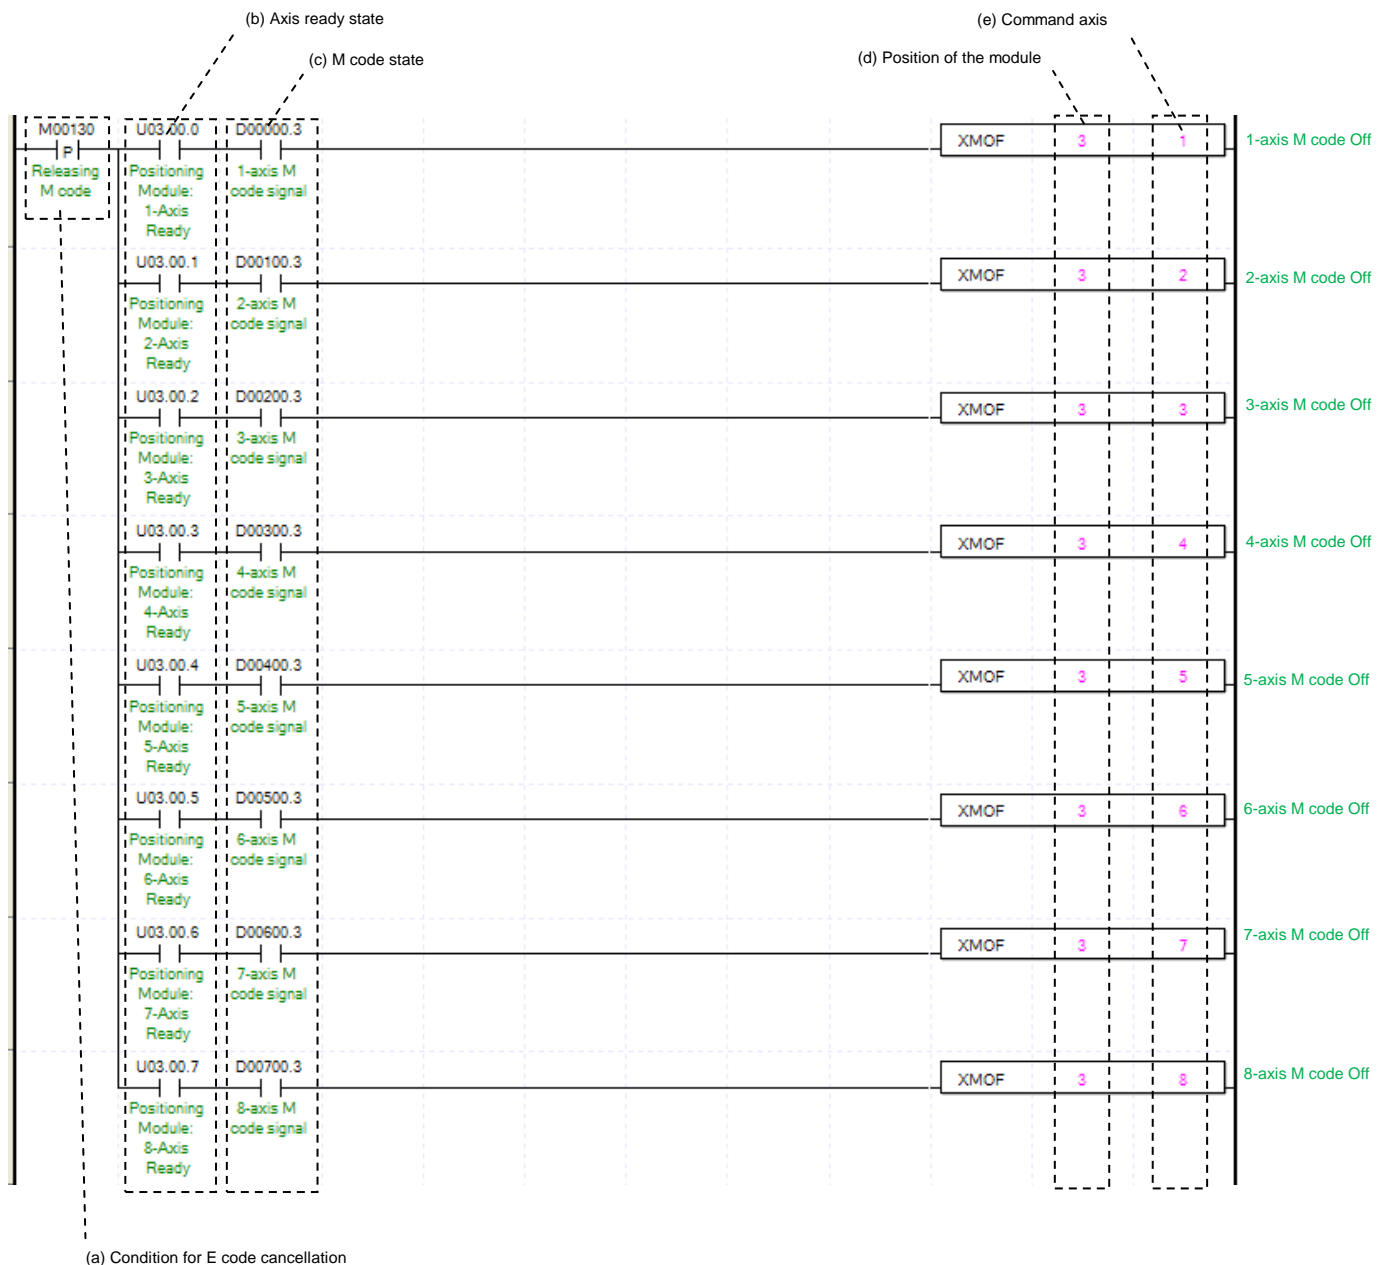 (b) Axis ready state
(e) Command axis
(c) M code state
(d) Position of the module
M00130
P
Releasing
M code
U03.00.0
D00000.3
XMOF 3 1
1-axis M code Off
Positioning
Module:
1-Axis
Ready
1-axis M
code signal
U03.00.1
D00100.3
XMOF 3 2
2-axis M code Off
Positioning
Module:
2-Axis
Ready
2-axis M
code signal
U03.00.2
D00200.3
XMOF 3 3
3-axis M code Off
Positioning
Module:
3-Axis
Ready
3-axis M
code signal
U03.00.3
D00300.3
XMOF 3 4
4-axis M code Off
Positioning
Module:
4-Axis
Ready
4-axis M
code signal
U03.00.4
D00400.3
XMOF 3 5
5-axis M code Off
Positioning
Module:
5-Axis
Ready
5-axis M
code signal
U03.00.5
D00500.3
XMOF 3 6
6-axis M code Off
Positioning
Module:
6-Axis
Ready
6-axis M
code signal
U03.00.6
D00600.3
XMOF 3 7
7-axis M code Off
Positioning
Module:
7-Axis
Ready
7-axis M
code signal
U03.00.7
D00700.3
XMOF 3 8
8-axis M code Off
Positioning
Module:
8-Axis
Ready
8-axis M
code signal
(a) Condition for E code cancellation